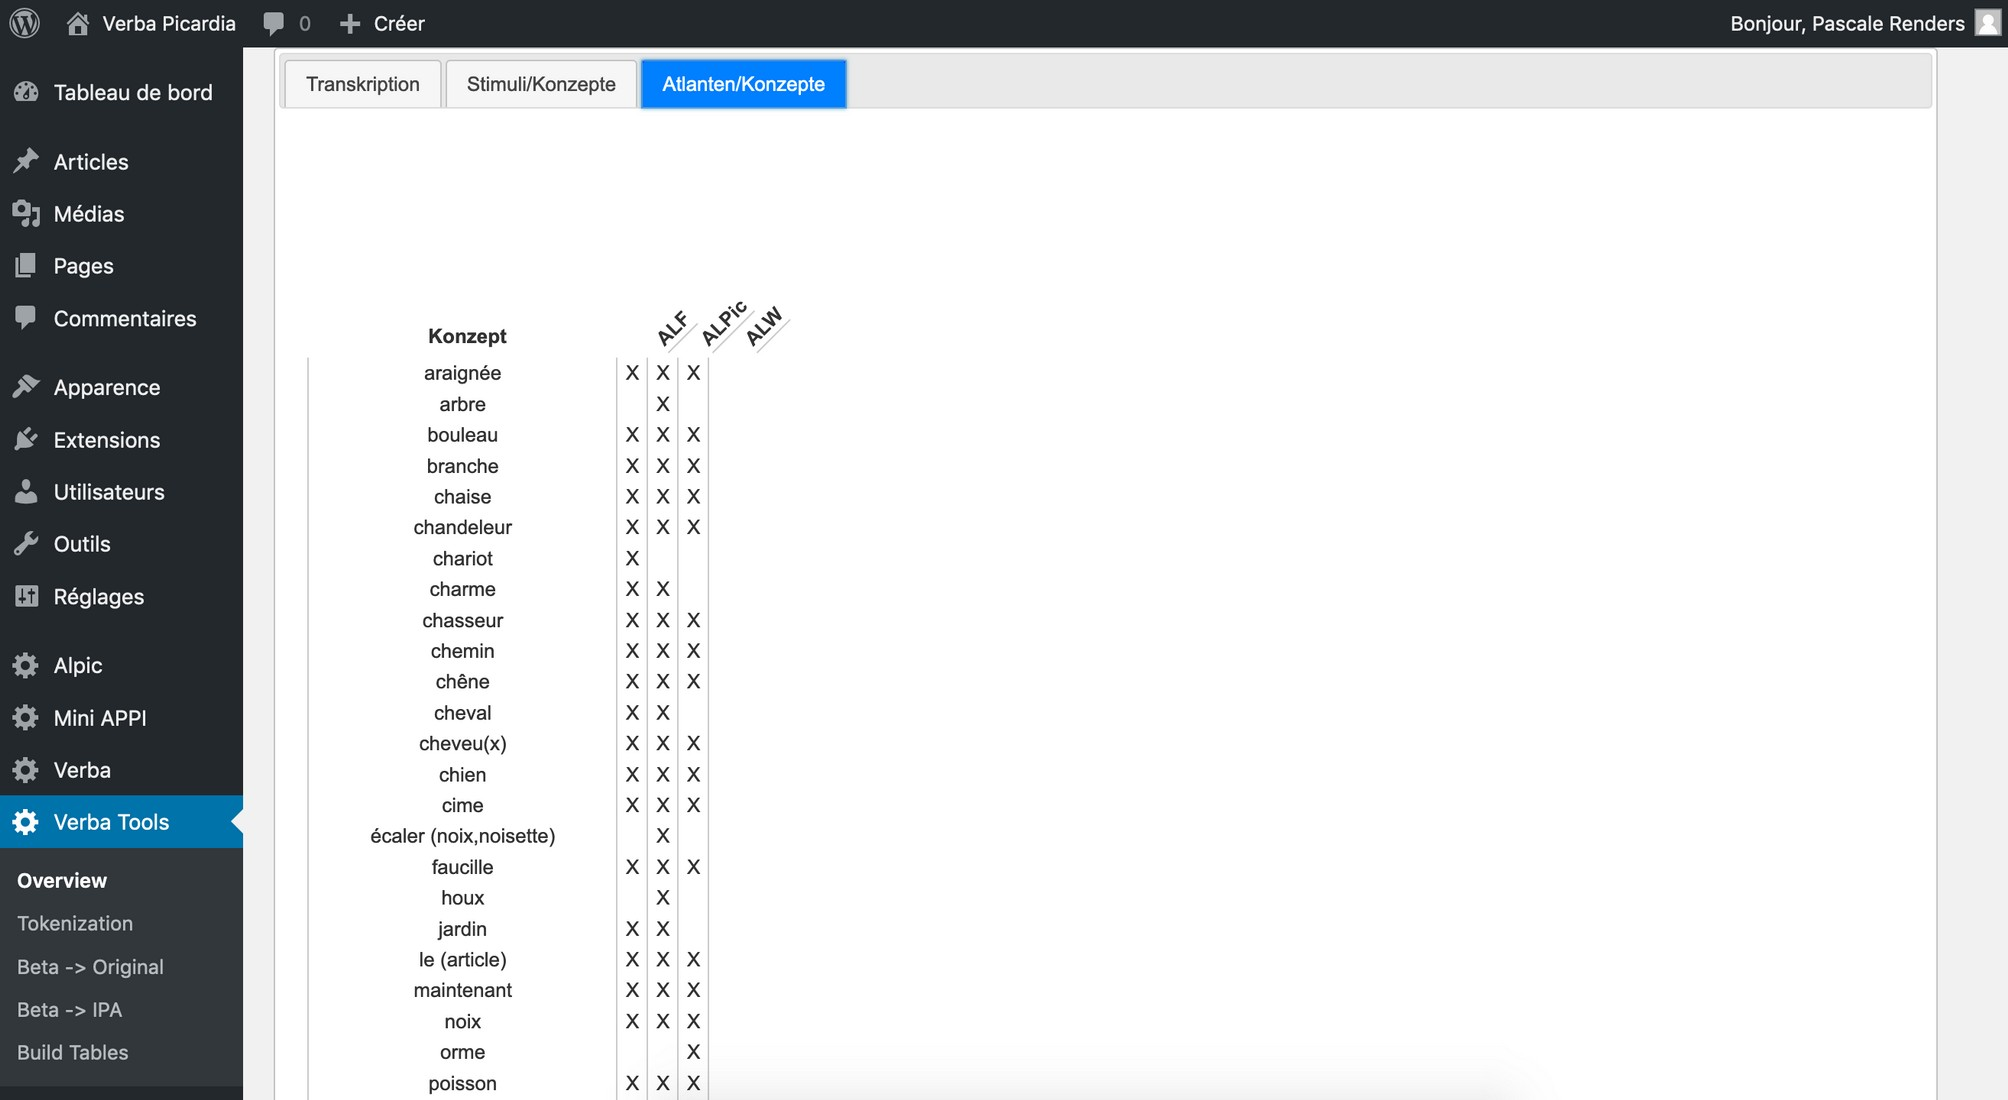 Verba Picardia 0 Créer Bonjour, Pascale Renders
Tableau de bord
Articles
Médias
Pages
Commentaires
Apparence
Extensions
Utilisateurs
Outils
Réglages
Alpic
Mini APPI
Verba
Verba Tools
Overview
Tokenization
Beta -> Original
Beta -> IPA
Build Tables
Transkription Stimuli/Konzepte Atlanten/Konzepte
Konzept ALF ALPic ALW
araignée X X X
arbre X
bouleau X X X
branche X X X
chaise X X X
chandeleur X X X
chariot X
charme X X
chasseur X X X
chemin X X X
chêne X X X
cheval X X
cheveu(x) X X X
chien X X X
cime X X X
écaler (noix,noisette) X
faucille X X X
houx X
jardin X X
le (article) X X X
maintenant X X X
noix X X X
orme X
poisson X X X